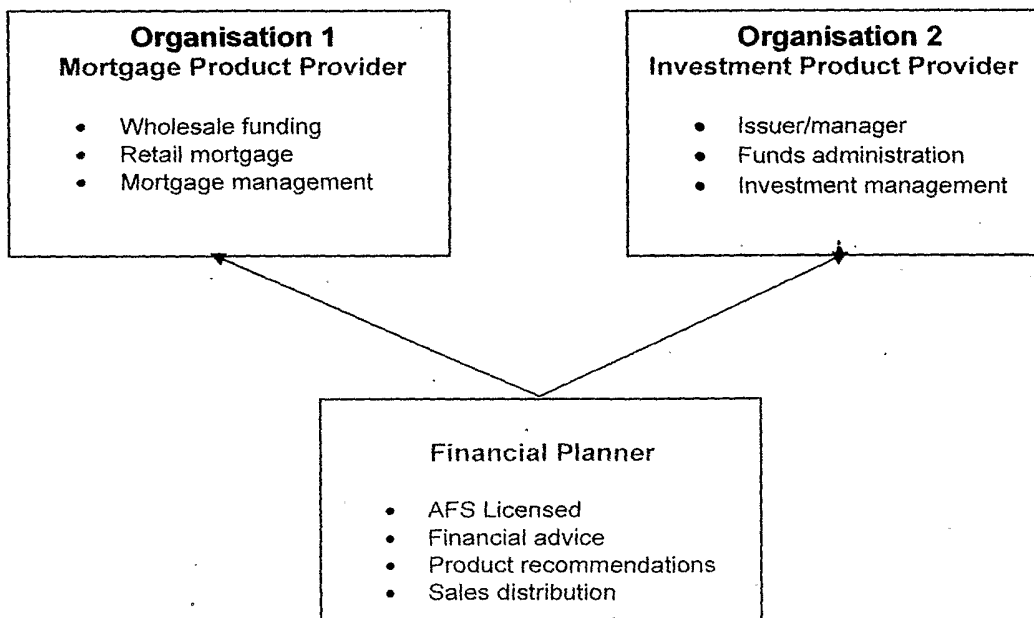 Organisation 1
Mortgage Product Provider
• Wholesale funding
• Retail mortgage
• Mortgage management
Organisation 2
Investment Product Provider
• Issuer/manager
• Funds administration
• Investment management
Financial Planner
• AFS Licensed
• Financial advice
• Product recommendations
• Sales distribution